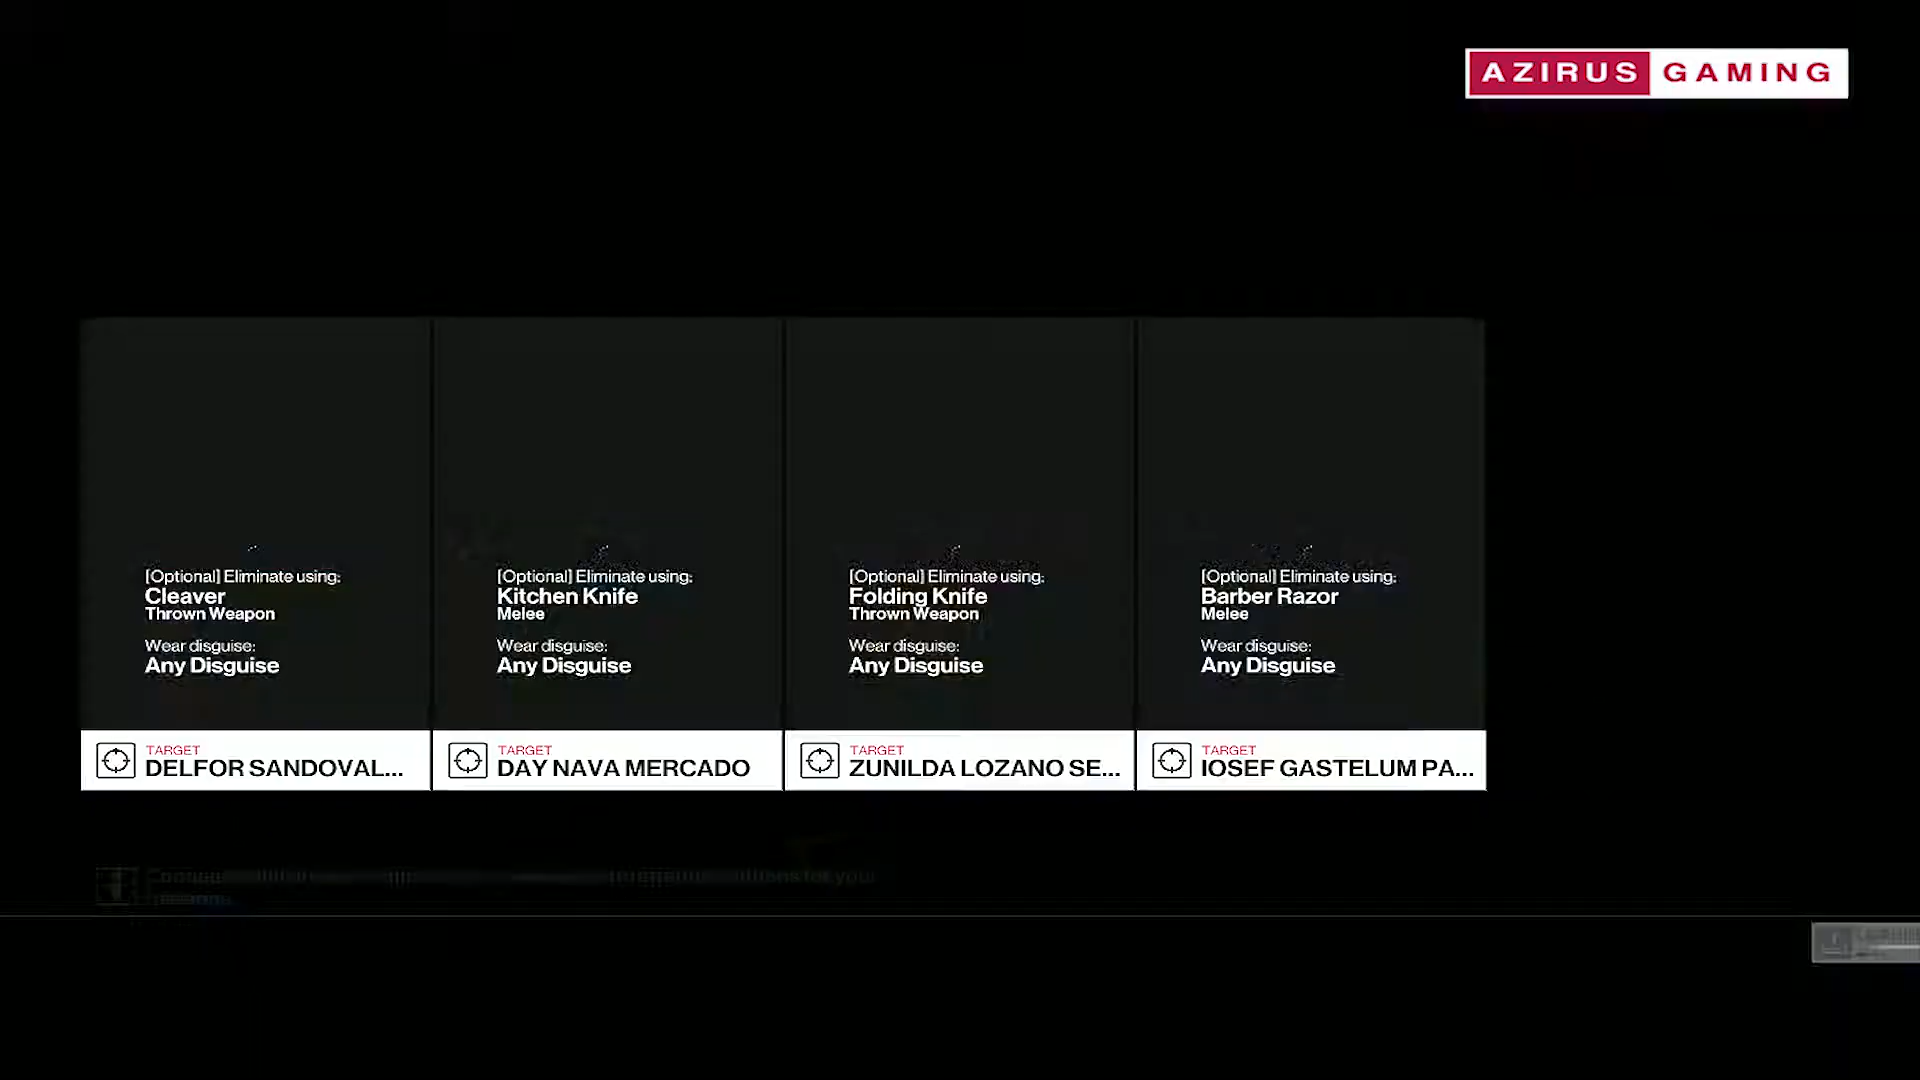 AZIRUS GAMING
[Optional] Eliminate using:
Cleaver
Thrown Weapon
Wear disguise:
Any Disguise
TARGET
DELFOR SANDOVAL...
[Optional] Eliminate using:
Kitchen Knife
Melee
Wear disguise:
Any Disguise
TARGET
DAY NAVA MERCADO
[Optional] Eliminate using:
Folding Knife
Thrown Weapon
Wear disguise:
Any Disguise
TARGET
ZUNILDA LOZANO SE...
[Optional] Eliminate using:
Barber Razor
Melee
Wear disguise:
Any Disguise
TARGET
IOSEF GASTELUM PA...